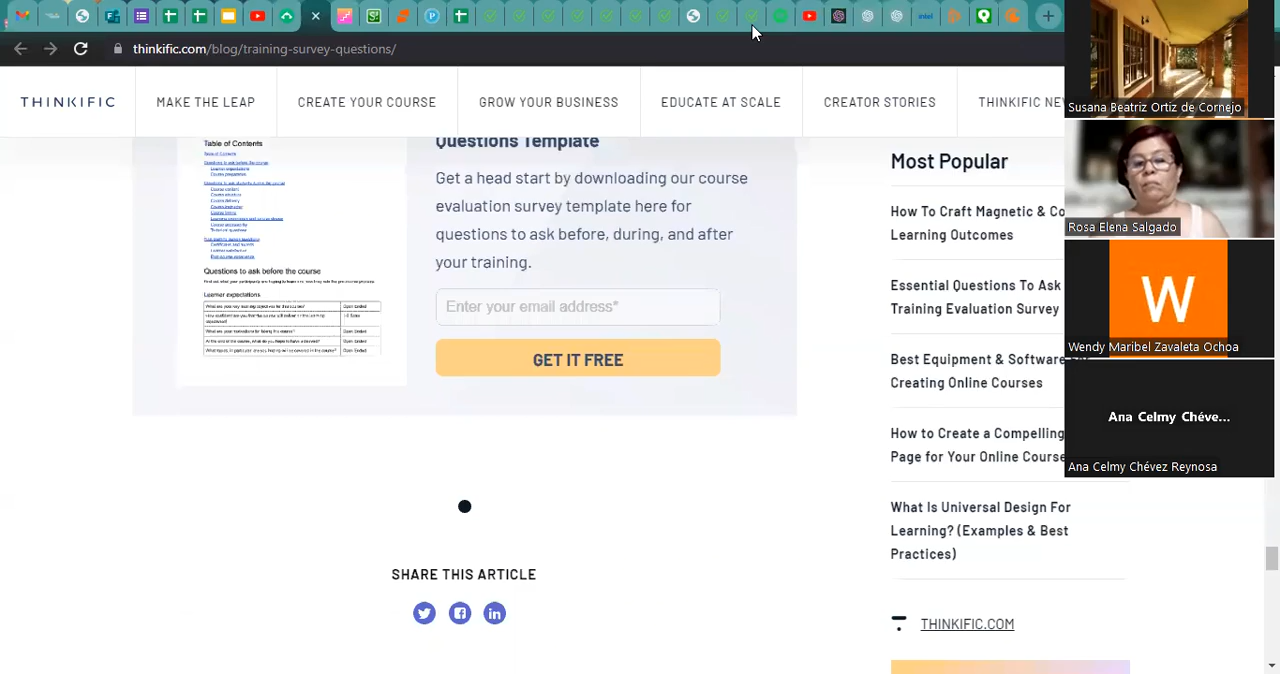 thinkific.com/blog/training-survey-questions/
THINKIFIC
MAKE THE LEAP
CREATE YOUR COURSE
GROW YOUR BUSINESS
EDUCATE AT SCALE
CREATOR STORIES
THINKIFIC
Table of Contents
Questions to ask before the course
Learner expectations
Questions Template
Get a head start by downloading our course
evaluation survey template here for
questions to ask before, during, and after
your training.
Enter your email address*
GET IT FREE
SHARE THIS ARTICLE
Most Popular
How To Craft Magnetic &
Learning Outcomes
Essential Questions To Ask
Training Evaluation Survey
Best Equipment & Software
Creating Online Courses
How to Create a Compelling
Page for Your Online Course
What Is Universal Design For
Learning? (Examples & Best
Practices)
THINKIFIC.COM
Susana Beatriz Ortiz de Cornejo
Rosa Elena Salgado
W
Wendy Maribel Zavaleta Ochoa
Ana Celmy Chéve...
Ana Celmy Chévez Reynosa